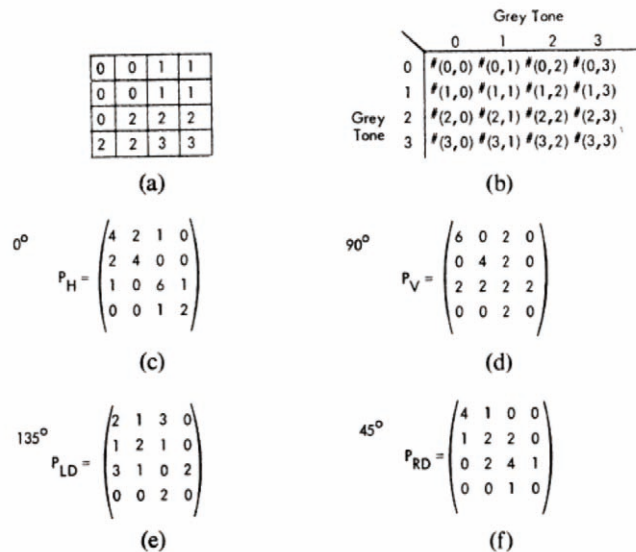 Grey Tone
0 1 2 3
0 0 1 1
0 0 1 1
0 2 2 2
2 2 3 3
(a)
0 #(0,0) #(0,1) #(0,2) #(0,3)
1 #(1,0) #(1,1) #(1,2) #(1,3)
Grey Tone
2 #(2,0) #(2,1) #(2,2) #(2,3)
3 #(3,0) #(3,1) #(3,2) #(3,3)
(b)
0°
P_H =
4 2 1 0
2 4 0 0
1 0 6 1
0 0 1 2
(c)
90°
P_V =
6 0 2 0
0 4 2 0
2 2 2 2
0 0 2 0
(d)
135°
P_LD =
2 1 3 0
1 2 1 0
3 1 0 2
0 0 2 0
(e)
45°
P_RD =
4 1 0 0
1 2 2 0
0 2 4 1
0 0 1 0
(f)